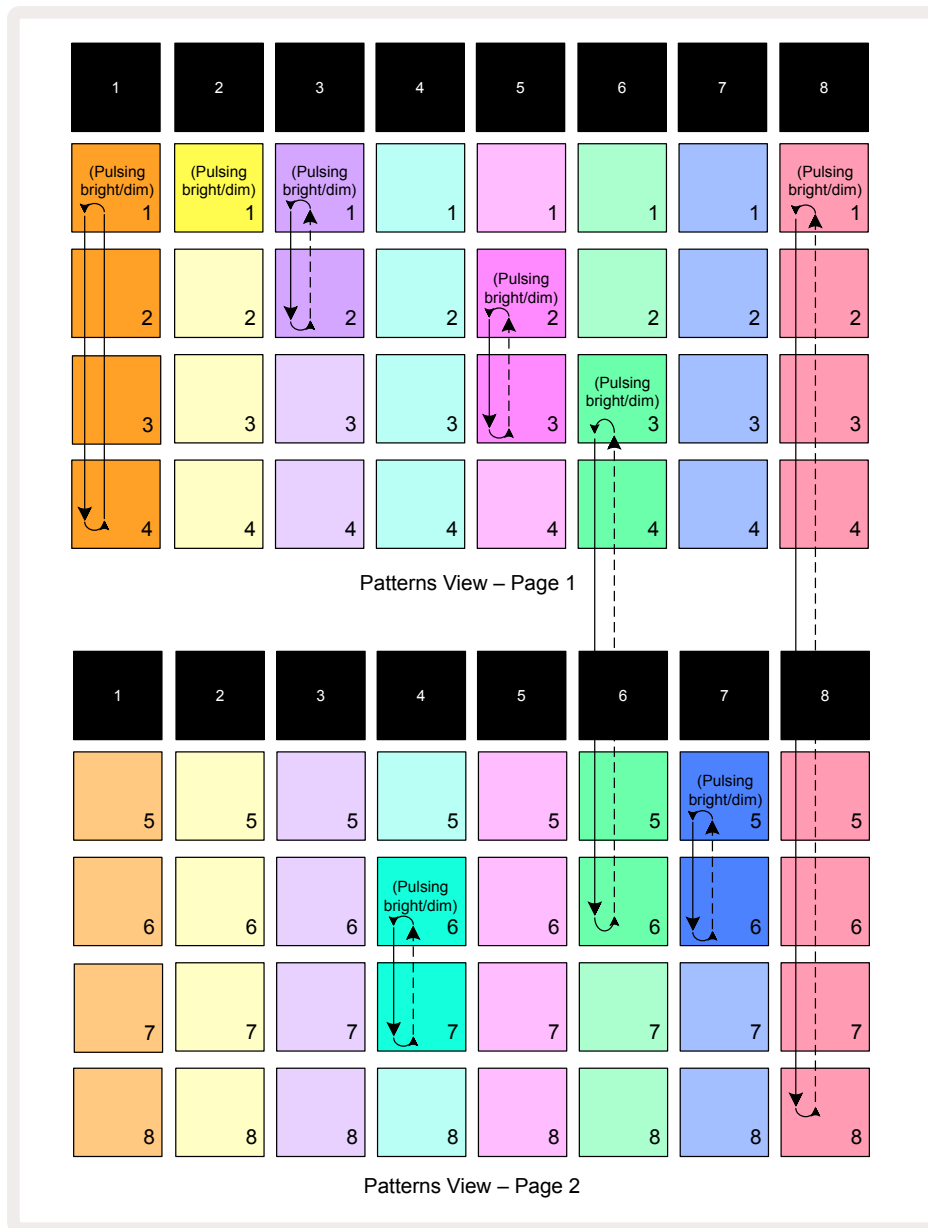 1 2 3 4 5 6 7 8
(Pulsing (Pulsing (Pulsing (Pulsing
bright/dim) bright/dim) bright/dim) bright/dim)
1 1 1 1 1 1 1 1
(Pulsing
bright/dim)
2 2 2 2 2 2 2 2
(Pulsing
bright/dim)
3 3 3 3 3 3 3 3
4 4 4 4 4 4 4 4
Patterns View – Page 1
1 2 3 4 5 6 7 8
(Pulsing
bright/dim)
5 5 5 5 5 5 5 5
(Pulsing
bright/dim)
6 6 6 6 6 6 6 6
7 7 7 7 7 7 7 7
8 8 8 8 8 8 8 8
Patterns View – Page 2